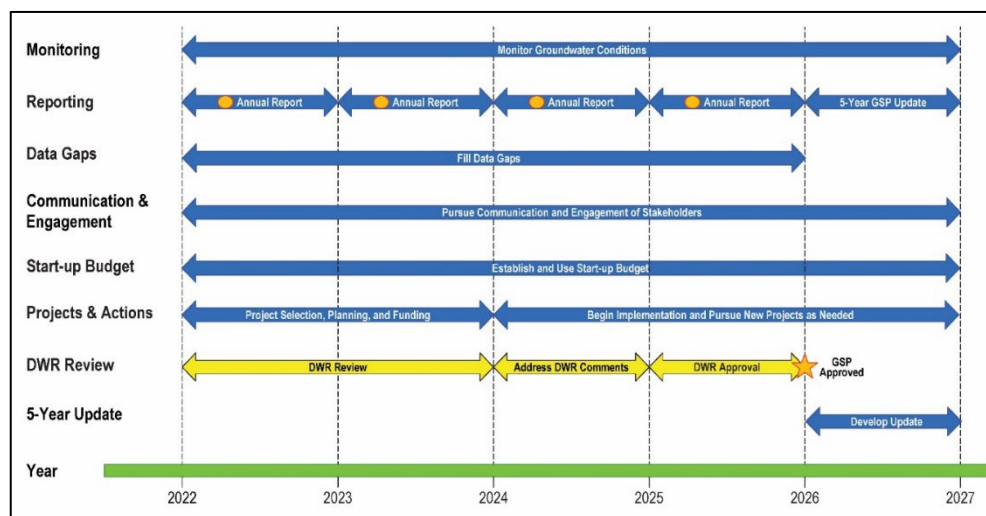 Monitoring
Monitor Groundwater Conditions
Reporting
Annual Report
Annual Report
Annual Report
Annual Report
5-Year GSP Update
Data Gaps
Fill Data Gaps
Communication &
Engagement
Pursue Communication and Engagement of Stakeholders
Start-up Budget
Establish and Use Start-up Budget
Projects & Actions
Project Selection, Planning, and Funding
Begin Implementation and Pursue New Projects as Needed
DWR Review
DWR Review
Address DWR Comments
DWR Approval
GSP
Approved
5-Year Update
Develop Update
Year
2022
2023
2024
2025
2026
2027